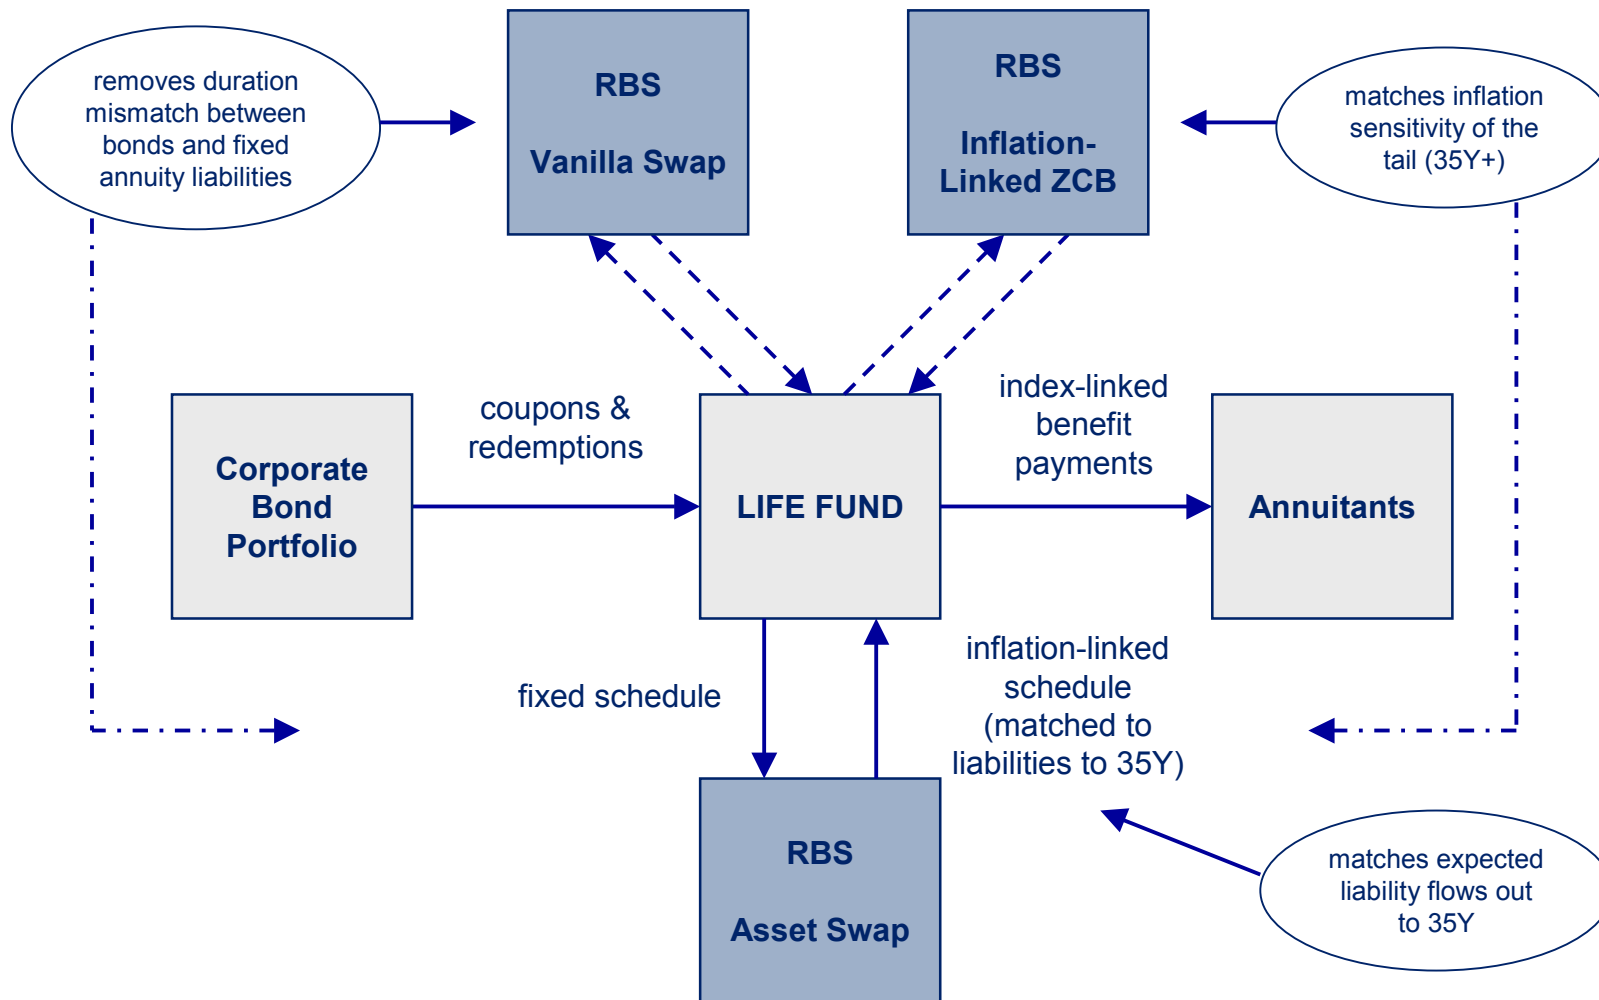 removes duration
mismatch between
bonds and fixed
annuity liabilities
RBS
Vanilla Swap
RBS
Inflation-
Linked ZCB
matches inflation
sensitivity of the
tail (35Y+)
Corporate
Bond
Portfolio
coupons &
redemptions
LIFE FUND
index-linked
benefit
payments
Annuitants
fixed schedule
inflation-linked
schedule
(matched to
liabilities to 35Y)
RBS
Asset Swap
matches expected
liability flows out
to 35Y